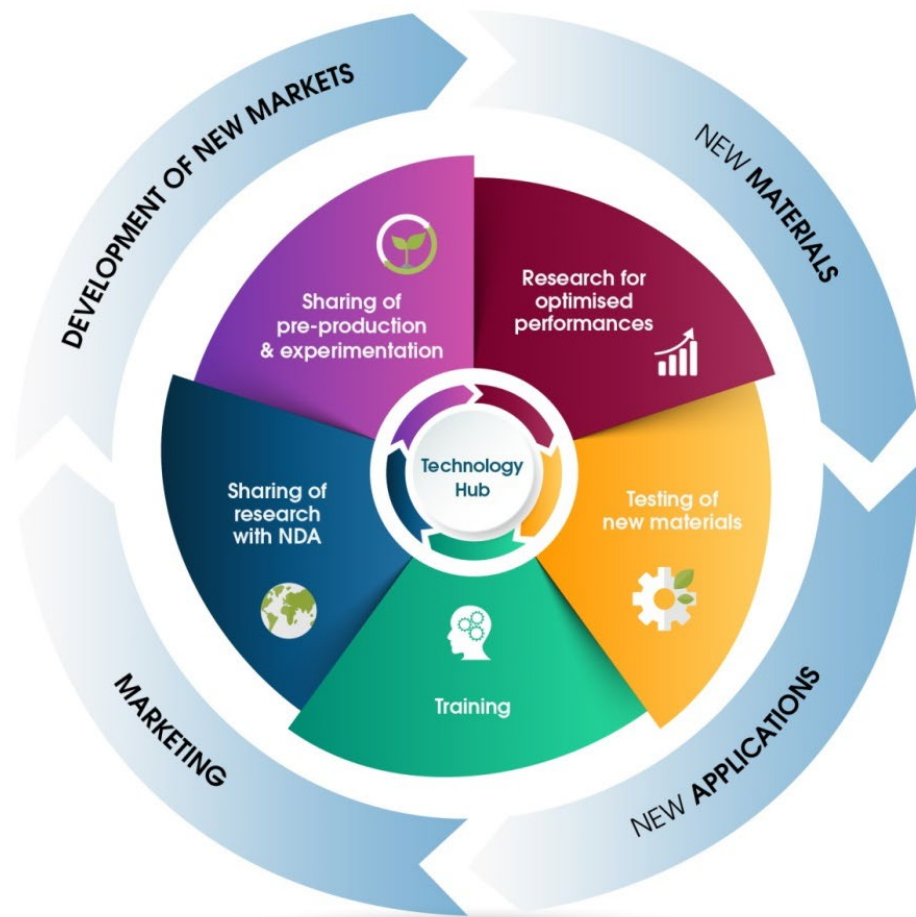 DEVELOPMENT OF NEW MARKETS
NEW MATERIALS
Sharing of
pre-production
& experimentation
Research for
optimised
performances
Technology
Hub
Sharing of
research
with NDA
Testing of
new materials
Training
MARKETING
NEW APPLICATIONS